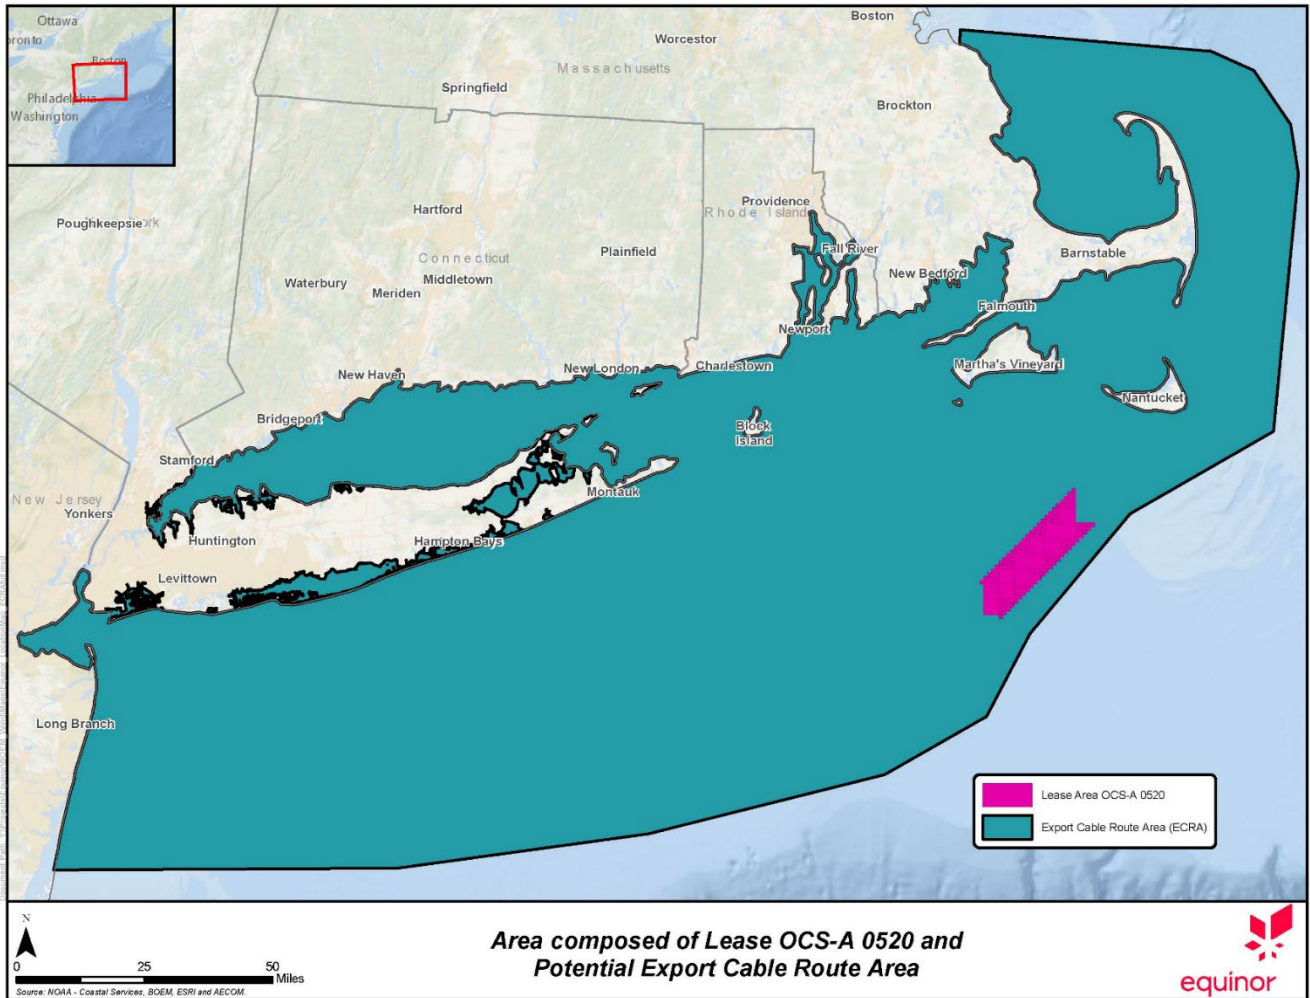 Ottawa
oronto
Boston
Philadelphia
Washington
Boston
Worcestor
Massachusetts
Springfield
Brockton
Providence
Rhode Island
Hartford
Poughkeepsie
ork
Fall River
Plainfield
Barnstable
Connecticut
Middletown
New Bedford
Waterbury
Meriden
Falmouth
Newport
New London
Charlestown
Martha's Vineyard
New Haven
Nantucket
Bridgeport
Block
Island
Stamford
Montauk
New Jersey
Yonkers
Huntington
Hampton Bays
Levittown
Long Branch
Lease Area OCS-A 0520
Export Cable Route Area (ECRA)
N
0 25 50
Miles
Source: NOAA - Coastal Services, BOEM, ESRI and AECOM.
Area composed of Lease OCS-A 0520 and
Potential Export Cable Route Area
equinor